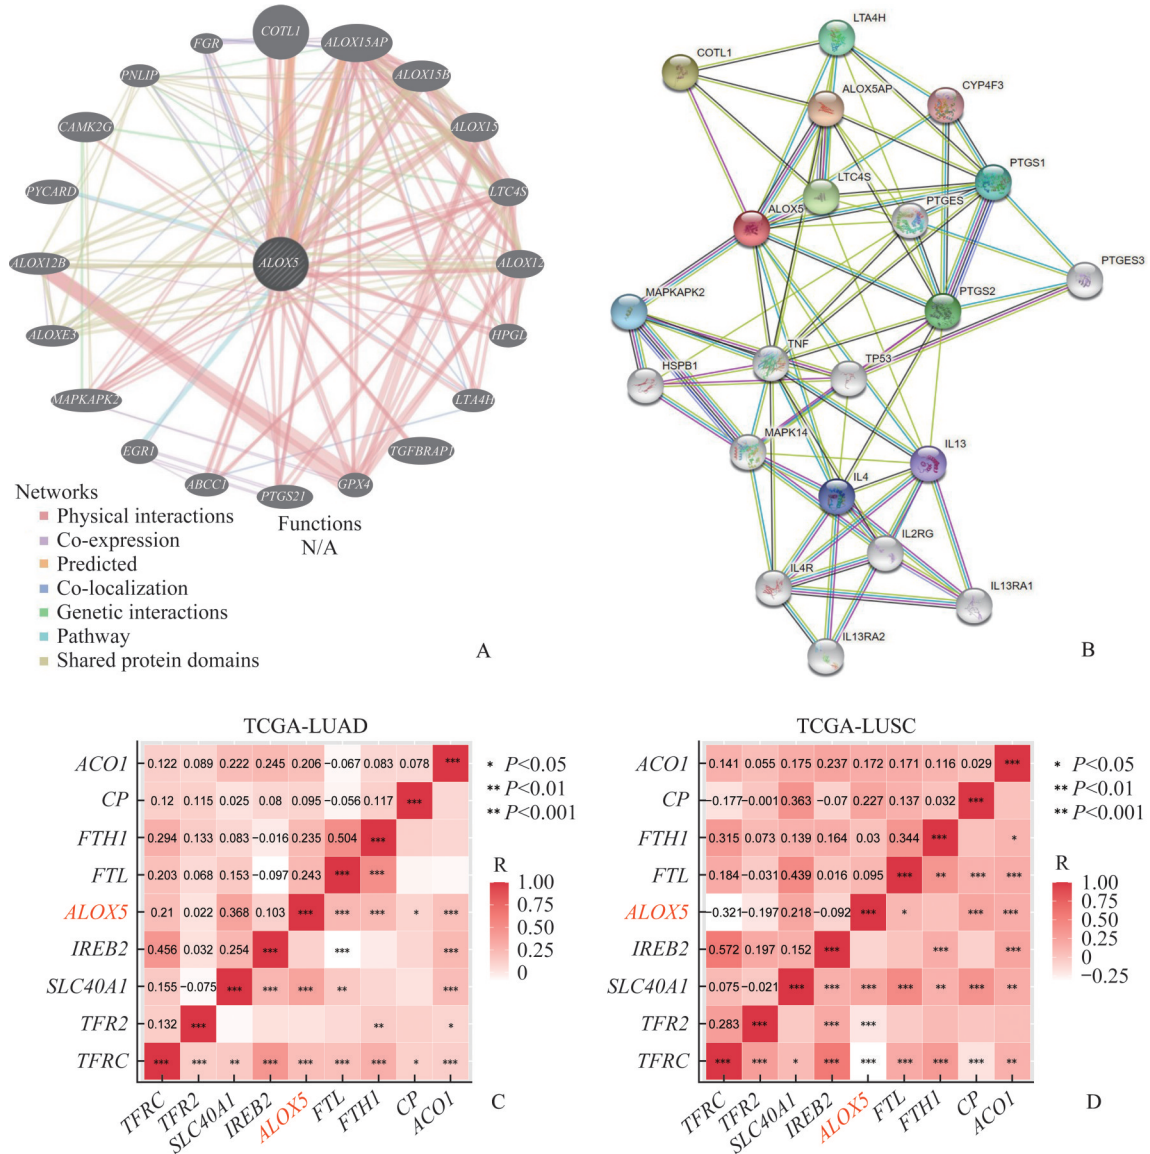 COTL1
FGR
ALOX15AP
PNLIP
ALOX15B
CAMK2G
ALOX15
PYCARD
LTC4S
ALOX12B
ALOX5
ALOX12
ALOXE3
HPGD
MAPKAPK2
LTA4H
EGR1
TGFBRAP1
ABCC1
PTGS21
GPX4
Networks
Physical interactions
Co-expression
Predicted
Co-localization
Genetic interactions
Pathway
Shared protein domains
Functions
N/A
A
LTA4H
COTL1
ALOX5AP
CYP4F3
PTGS1
LTC4S
PTGES
ALOX5
PTGES3
MAPKAPK2
PTGS2
TNF
TP53
HSPB1
MAPK14
IL13
IL4
IL2RG
IL4R
IL13RA1
IL13RA2
B
TCGA-LUAD
ACO1 0.122 0.089 0.222 0.245 0.206 −0.067 0.083 0.078 ***
CP 0.12 0.115 0.025 0.08 0.095 −0.056 0.117 ***
FTH1 0.294 0.133 0.083 −0.016 0.235 0.504 ***
FTL 0.203 0.068 0.153 −0.097 0.243 *** ***
ALOX5 0.21 0.022 0.368 0.103 *** *** *** * ***
IREB2 0.456 0.032 0.254 *** *** ***
SLC40A1 0.155 −0.075 *** *** *** ** ***
TFR2 0.132 *** ** *
TFRC *** *** ** *** *** *** *** * ***
TFRC TFR2 SLC40A1 IREB2 ALOX5 FTL FTH1 CP ACO1
* P<0.05
** P<0.01
** P<0.001
R
1.00
0.75
0.50
0.25
0
C
TCGA-LUSC
ACO1 0.141 0.055 0.175 0.237 0.172 0.171 0.116 0.029 ***
CP −0.177 −0.001 0.363 −0.07 0.227 0.137 0.032 ***
FTH1 0.315 0.073 0.139 0.164 0.03 0.344 *** *
FTL 0.184 −0.031 0.439 0.016 0.095 *** ** *** ***
ALOX5 −0.321 −0.197 0.218 −0.092 *** * *** ***
IREB2 0.572 0.197 0.152 *** *** ***
SLC40A1 0.075 −0.021 *** *** *** *** ** *** **
TFR2 0.283 *** *** ***
TFRC *** *** * *** *** *** *** *** **
TFRC TFR2 SLC40A1 IREB2 ALOX5 FTL FTH1 CP ACO1
* P<0.05
** P<0.01
** P<0.001
R
1.00
0.75
0.50
0.25
0
−0.25
D